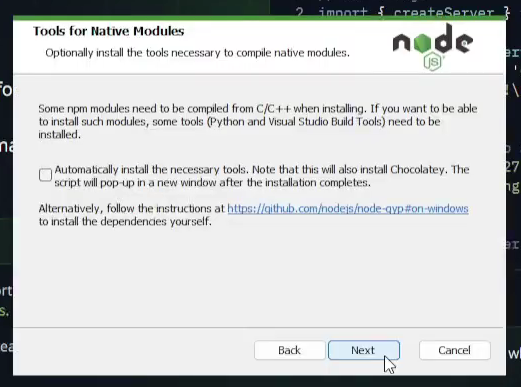 2 import { createServer }
Tools for Native Modules
Optionally install the tools necessary to compile native modules.
node
JS
Some npm modules need to be compiled from C/C++ when installing. If you want to be able
to install such modules, some tools (Python and Visual Studio Build Tools) need to be
installed.
Automatically install the necessary tools. Note that this will also install Chocolatey. The
script will pop-up in a new window after the installation completes.
Alternatively, follow the instructions at https://github.com/nodejs/node-gyp#on-windows
to install the dependencies yourself.
Back
Next
Cancel